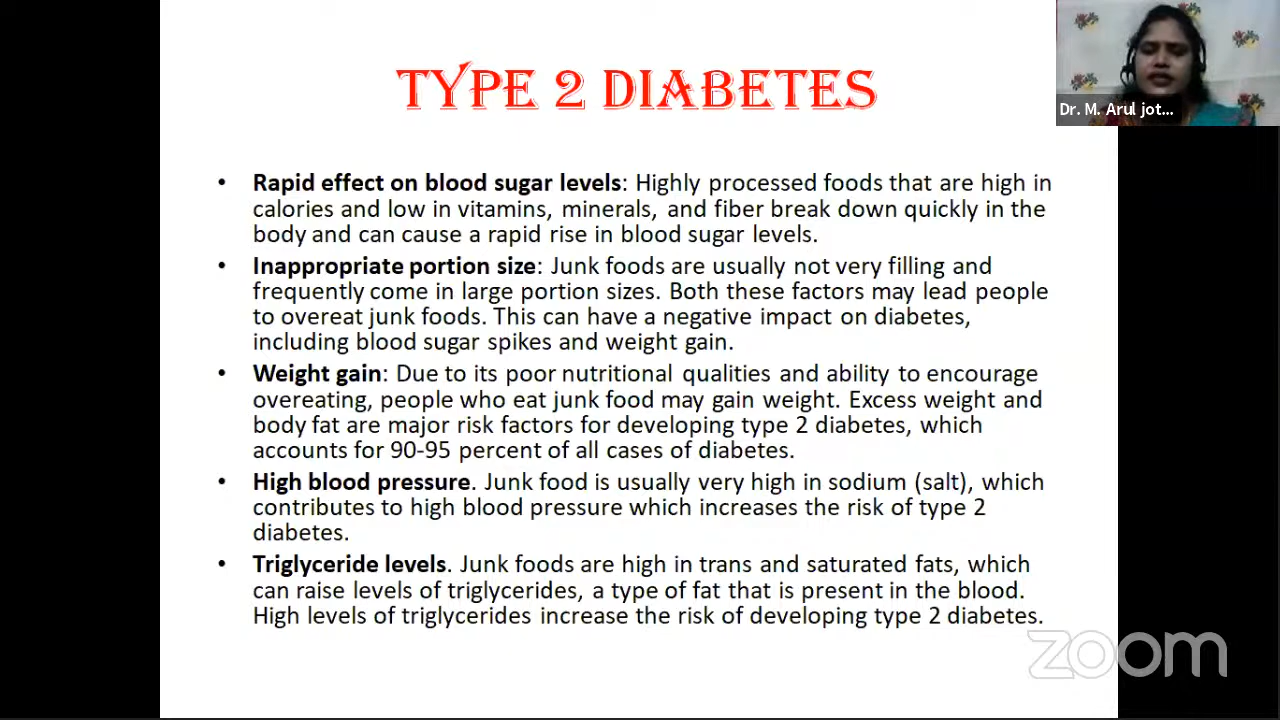 TYPE 2 DIABETES
Dr. M. Arul jot...
• Rapid effect on blood sugar levels: Highly processed foods that are high in
calories and low in vitamins, minerals, and fiber break down quickly in the
body and can cause a rapid rise in blood sugar levels.
• Inappropriate portion size: Junk foods are usually not very filling and
frequently come in large portion sizes. Both these factors may lead people
to overeat junk foods. This can have a negative impact on diabetes,
including blood sugar spikes and weight gain.
• Weight gain: Due to its poor nutritional qualities and ability to encourage
overeating, people who eat junk food may gain weight. Excess weight and
body fat are major risk factors for developing type 2 diabetes, which
accounts for 90-95 percent of all cases of diabetes.
• High blood pressure. Junk food is usually very high in sodium (salt), which
contributes to high blood pressure which increases the risk of type 2
diabetes.
• Triglyceride levels. Junk foods are high in trans and saturated fats, which
can raise levels of triglycerides, a type of fat that is present in the blood.
High levels of triglycerides increase the risk of developing type 2 diabetes.
zoom